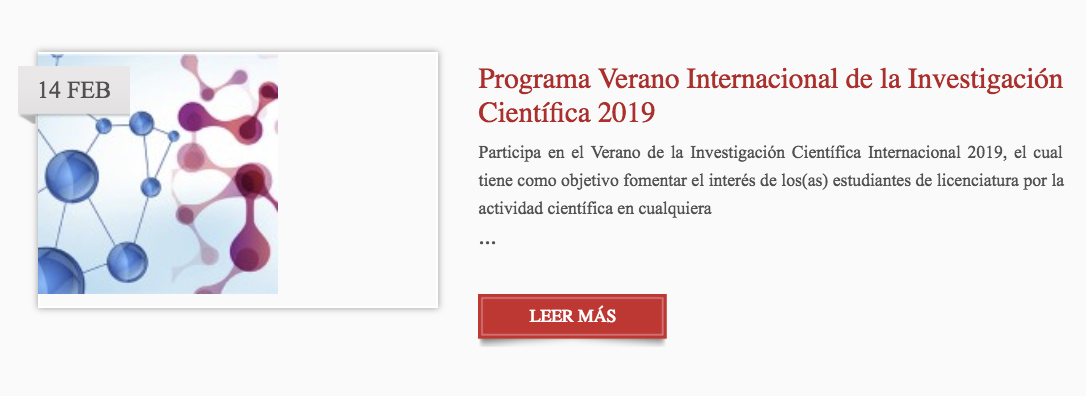 14 FEB
Programa Verano Internacional de la Investigación
Científica 2019
Participa en el Verano de la Investigación Científica Internacional 2019, el cual
tiene como objetivo fomentar el interés de los(as) estudiantes de licenciatura por la
actividad científica en cualquiera
...
LEER MÁS